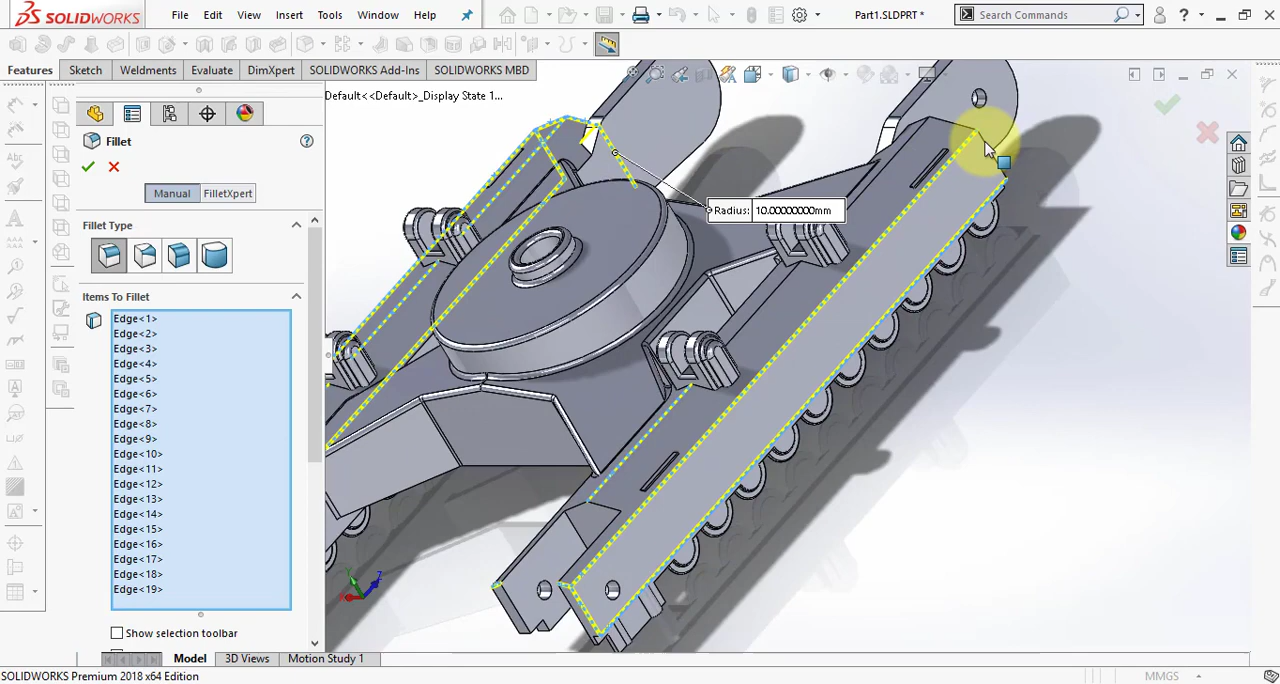 SOLIDWORKS
File
Edit
View
Insert
Tools
Window
Help
Part1.SLDPRT *
Search Commands
?
Features
Sketch
Weldments
Evaluate
DimXpert
SOLIDWORKS Add-Ins
SOLIDWORKS MBD
Default<<Default>_Display State 1...
Fillet
?
Manual
FilletXpert
Fillet Type
Items To Fillet
Edge<1>
Edge<2>
Edge<3>
Edge<4>
Edge<5>
Edge<6>
Edge<7>
Edge<8>
Edge<9>
Edge<10>
Edge<11>
Edge<12>
Edge<13>
Edge<14>
Edge<15>
Edge<16>
Edge<17>
Edge<18>
Edge<19>
Show selection toolbar
Radius: 10.00000000mm
Y
Z
X
Model
3D Views
Motion Study 1
SOLIDWORKS Premium 2018 x64 Edition
MMGS